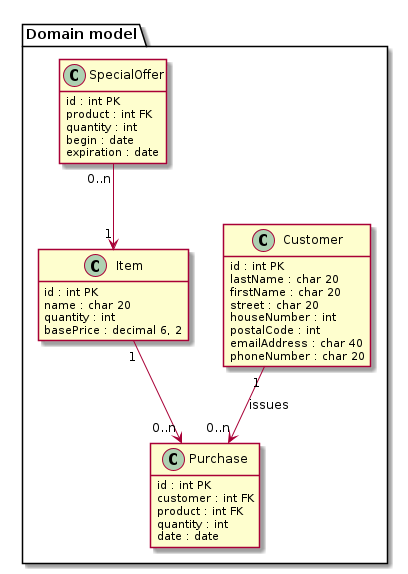 Domain model
C SpecialOffer
id : int PK
product : int FK
quantity : int
begin : date
expiration : date
0..n
1
C Item
id : int PK
name : char 20
quantity : int
basePrice : decimal 6, 2
C Customer
id : int PK
lastName : char 20
firstName : char 20
street : char 20
houseNumber : int
postalCode : int
emailAddress : char 40
phoneNumber : char 20
1
1
issues
0..n
0..n
C Purchase
id : int PK
customer : int FK
product : int FK
quantity : int
date : date